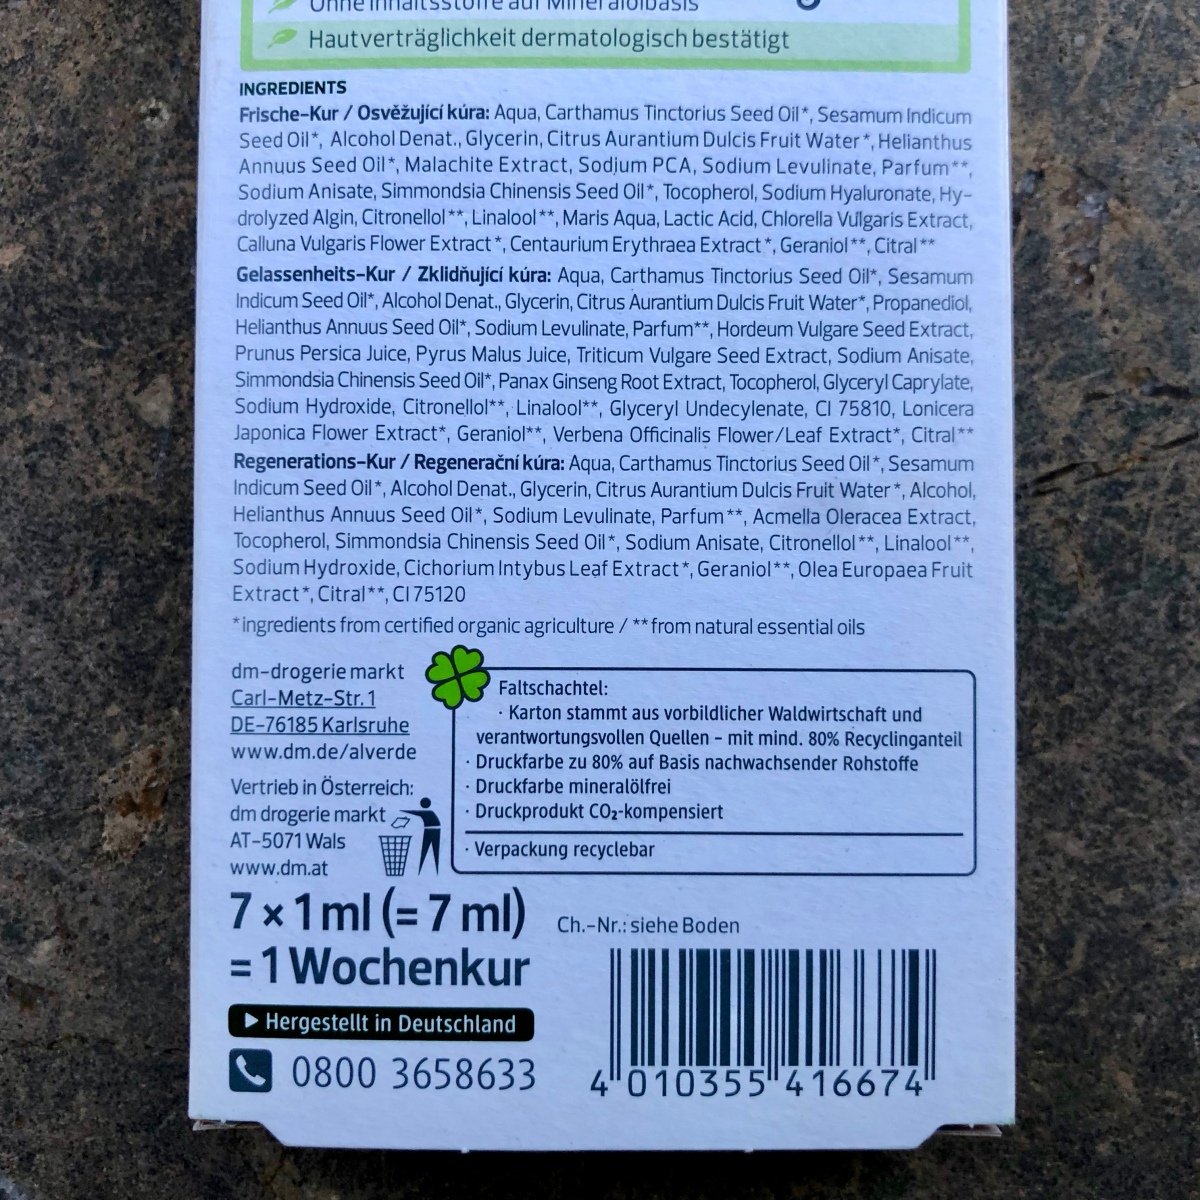 Ohne Inhaltsstoffe auf Mineralölbasis
Hautverträglichkeit dermatologisch bestätigt
INGREDIENTS
Frische-Kur / Osvěžující kúra: Aqua, Carthamus Tinctorius Seed Oil*, Sesamum Indicum
Seed Oil*, Alcohol Denat., Glycerin, Citrus Aurantium Dulcis Fruit Water*, Helianthus
Annuus Seed Oil*, Malachite Extract, Sodium PCA, Sodium Levulinate, Parfum**,
Sodium Anisate, Simmondsia Chinensis Seed Oil*, Tocopherol, Sodium Hyaluronate, Hy-
drolyzed Algin, Citronellol**, Linalool**, Maris Aqua, Lactic Acid, Chlorella Vulgaris Extract,
Calluna Vulgaris Flower Extract*, Centaurium Erythraea Extract*, Geraniol**, Citral**
Gelassenheits-Kur / Zklidňující kúra: Aqua, Carthamus Tinctorius Seed Oil*, Sesamum
Indicum Seed Oil*, Alcohol Denat., Glycerin, Citrus Aurantium Dulcis Fruit Water*, Propanediol,
Helianthus Annuus Seed Oil*, Sodium Levulinate, Parfum**, Hordeum Vulgare Seed Extract,
Prunus Persica Juice, Pyrus Malus Juice, Triticum Vulgare Seed Extract, Sodium Anisate,
Simmondsia Chinensis Seed Oil*, Panax Ginseng Root Extract, Tocopherol, Glyceryl Caprylate,
Sodium Hydroxide, Citronellol**, Linalool**, Glyceryl Undecylenate, CI 75810, Lonicera
Japonica Flower Extract*, Geraniol**, Verbena Officinalis Flower/Leaf Extract*, Citral**
Regenerations-Kur / Regenerační kúra: Aqua, Carthamus Tinctorius Seed Oil*, Sesamum
Indicum Seed Oil*, Alcohol Denat., Glycerin, Citrus Aurantium Dulcis Fruit Water*, Alcohol,
Helianthus Annuus Seed Oil*, Sodium Levulinate, Parfum**, Acmella Oleracea Extract,
Tocopherol, Simmondsia Chinensis Seed Oil*, Sodium Anisate, Citronellol**, Linalool**,
Sodium Hydroxide, Cichorium Intybus Leaf Extract*, Geraniol**, Olea Europaea Fruit
Extract*, Citral**, CI 75120
*ingredients from certified organic agriculture / **from natural essential oils
dm-drogerie markt
Carl-Metz-Str. 1
DE-76185 Karlsruhe
www.dm.de/alverde
Vertrieb in Österreich:
dm drogerie markt
AT-5071 Wals
www.dm.at
Faltschachtel:
· Karton stammt aus vorbildlicher Waldwirtschaft und
verantwortungsvollen Quellen – mit mind. 80% Recyclinganteil
· Druckfarbe zu 80% auf Basis nachwachsender Rohstoffe
· Druckfarbe mineralölfrei
· Druckprodukt CO₂-kompensiert
· Verpackung recyclebar
7 × 1 ml (= 7 ml)
= 1 Wochenkur
Ch.-Nr.: siehe Boden
Hergestellt in Deutschland
0800 3658633
4 010355 416674